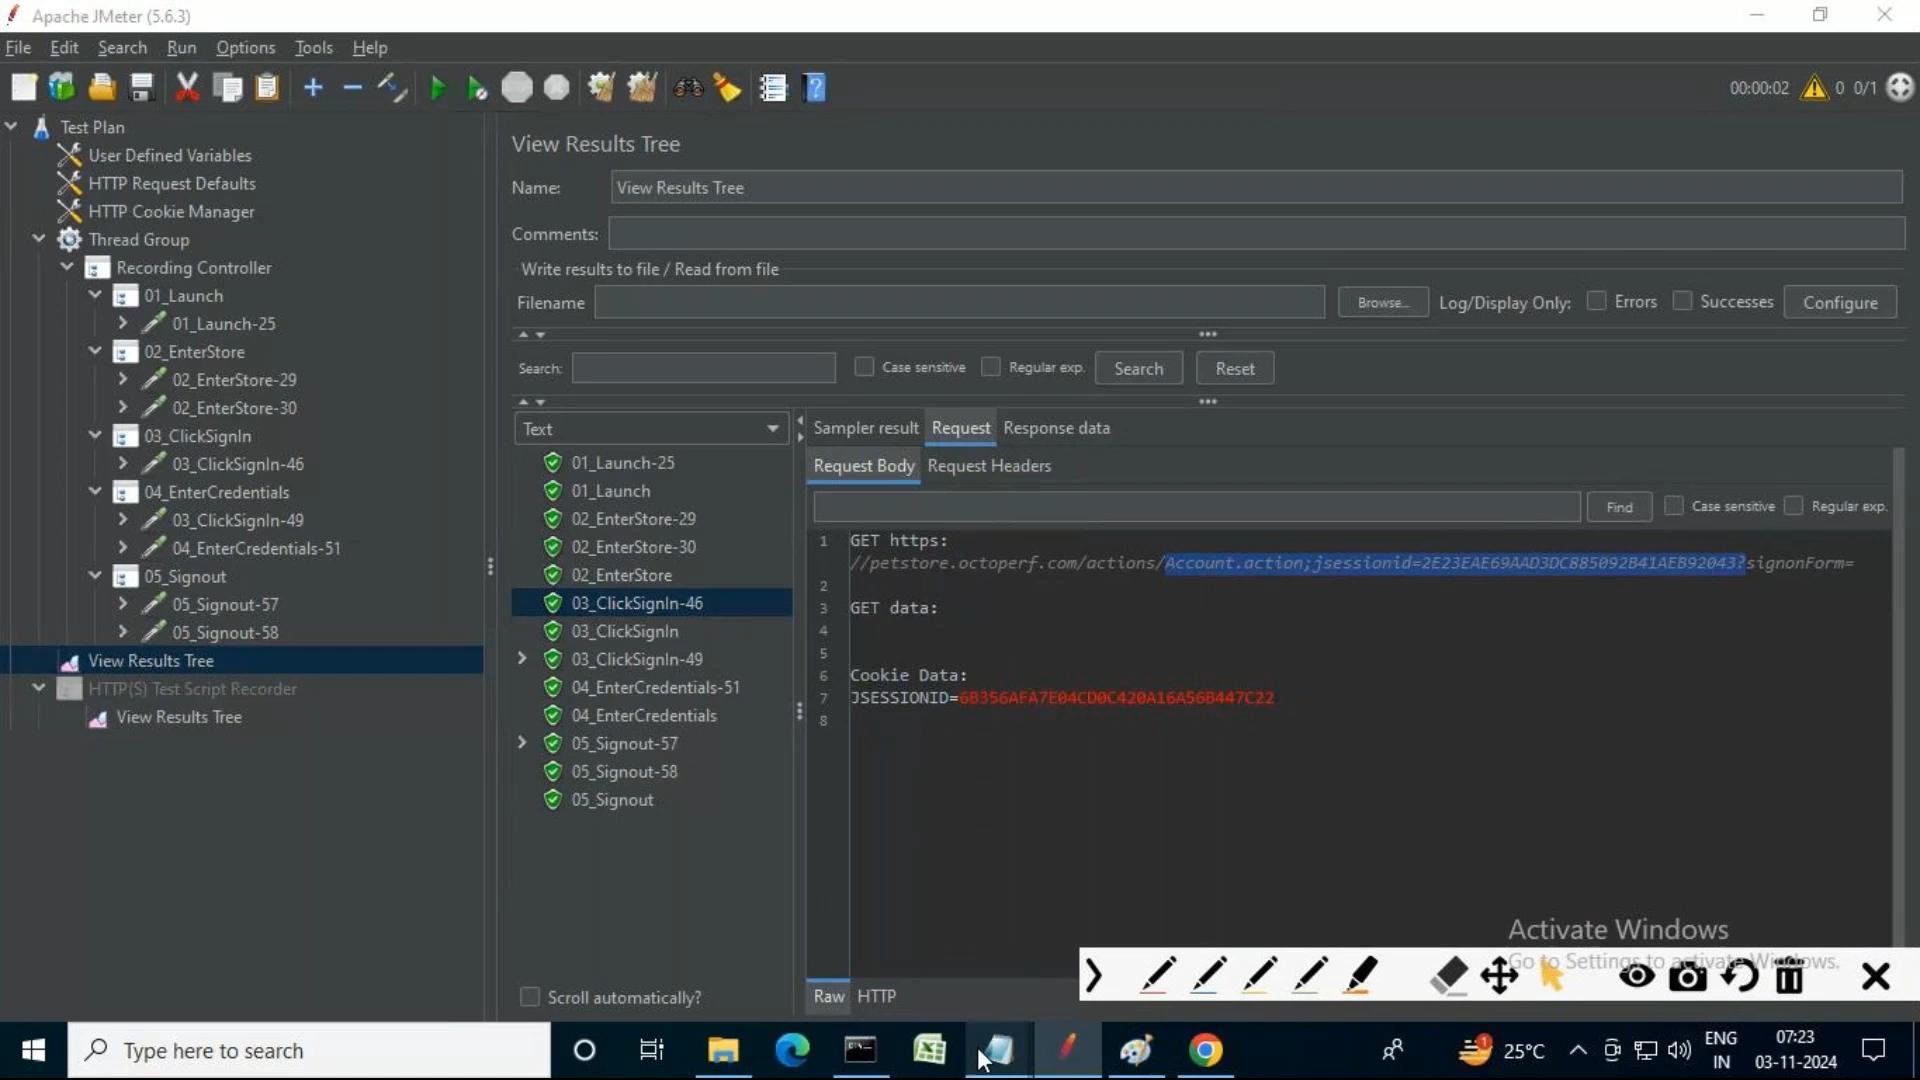 Apache JMeter (5.6.3)
File Edit Search Run Options Tools Help
00:00:02 0 0/1
Test Plan
User Defined Variables
HTTP Request Defaults
HTTP Cookie Manager
Thread Group
Recording Controller
01_Launch
01_Launch-25
02_EnterStore
02_EnterStore-29
02_EnterStore-30
03_ClickSignIn
03_ClickSignIn-46
04_EnterCredentials
03_ClickSignIn-49
04_EnterCredentials-51
05_Signout
05_Signout-57
05_Signout-58
View Results Tree
HTTP(S) Test Script Recorder
View Results Tree
View Results Tree
Name: View Results Tree
Comments:
Write results to file / Read from file
Filename Browse... Log/Display Only: Errors Successes Configure
Search: Case sensitive Regular exp. Search Reset
Text
01_Launch-25
01_Launch
02_EnterStore-29
02_EnterStore-30
02_EnterStore
03_ClickSignIn-46
03_ClickSignIn
03_ClickSignIn-49
04_EnterCredentials-51
04_EnterCredentials
05_Signout-57
05_Signout-58
05_Signout
Scroll automatically?
Sampler result Request Response data
Request Body Request Headers
Find Case sensitive Regular exp.
1 GET https:
//petstore.octoperf.com/actions/Account.action;jsessionid=2E23EAE69AAD3DC885092B41AEB92043?signonForm=
2
3 GET data:
4
5
6 Cookie Data:
7 JSESSIONID=6B356AFA7E04CD0C420A16A56B447C22
8
Raw HTTP
Activate Windows
Go to Settings to activate Windows.
Type here to search
1 25°C ENG IN 07:23 03-11-2024